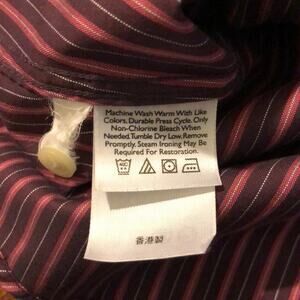 Machine Wash Warm With Like
Colors. Durable Press Cycle. Only
Non-Chlorine Bleach When
Needed. Tumble Dry Low. Remove
Promptly. Steam Ironing May Be
Required For Restoration.
香港製